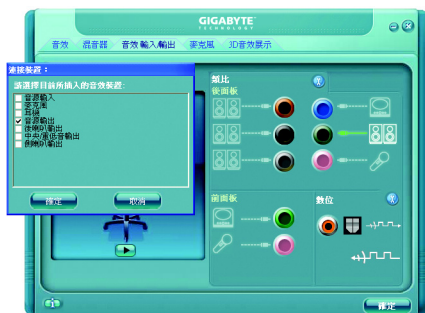 GIGABYTE
TECHNOLOGY
音效 混音器 音效 輸入/輸出 麥克風 3D音效展示
連接裝置：
請選擇目前所插入的音效裝置:
音源輸入
麥克風
耳機
音源輸出
後喇叭輸出
中央/重低音輸出
側喇叭輸出
確定 取消
類比
後面板
前面板
數位
確定